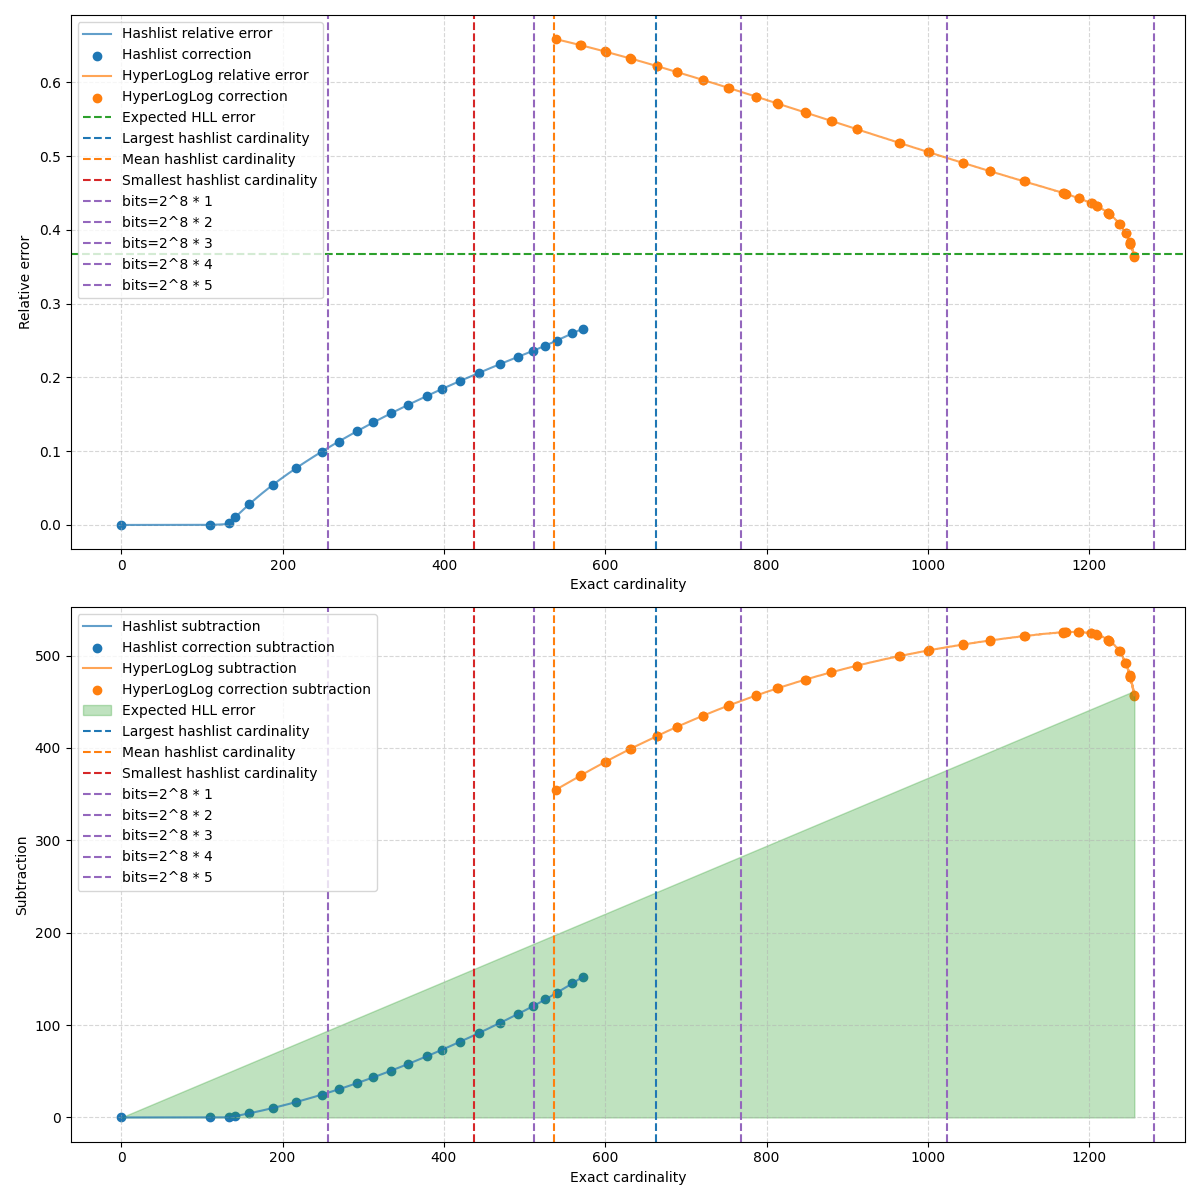 Hashlist relative error
Hashlist correction
HyperLogLog relative error
HyperLogLog correction
Expected HLL error
Largest hashlist cardinality
Mean hashlist cardinality
Smallest hashlist cardinality
bits=2^8 * 1
bits=2^8 * 2
bits=2^8 * 3
bits=2^8 * 4
bits=2^8 * 5
0.6
0.5
0.4
0.3
0.2
0.1
0.0
Relative error
0 200 400 600 800 1000 1200
Exact cardinality
Hashlist subtraction
Hashlist correction subtraction
HyperLogLog subtraction
HyperLogLog correction subtraction
Expected HLL error
Largest hashlist cardinality
Mean hashlist cardinality
Smallest hashlist cardinality
bits=2^8 * 1
bits=2^8 * 2
bits=2^8 * 3
bits=2^8 * 4
bits=2^8 * 5
500
400
300
200
100
0
Subtraction
0 200 400 600 800 1000 1200
Exact cardinality